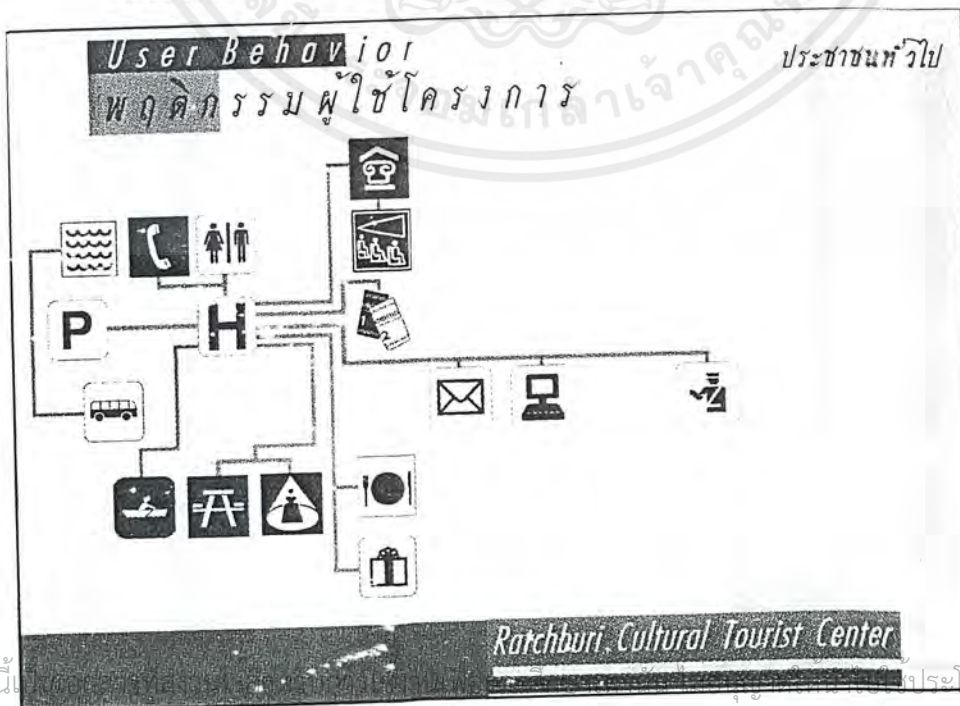 User Behavior
ประชาชนทั่วไป
พฤติกรรมผู้ใช้โครงการ
P
H
2
Ratchburi. Cultural Tourist Center